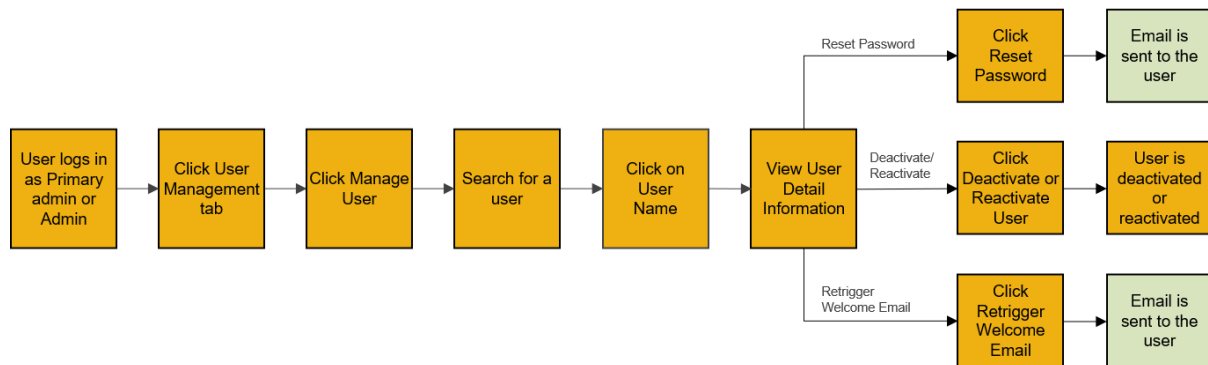 User logs in
as Primary
admin or
Admin
Click User
Management
tab
Click Manage
User
Search for a
user
Click on
User
Name
View User
Detail
Information
Reset Password
Click
Reset
Password
Email is
sent to the
user
Deactivate/
Reactivate
Click
Deactivate or
Reactivate
User
User is
deactivated
or
reactivated
Retrigger
Welcome Email
Click
Retrigger
Welcome
Email
Email is
sent to the
user